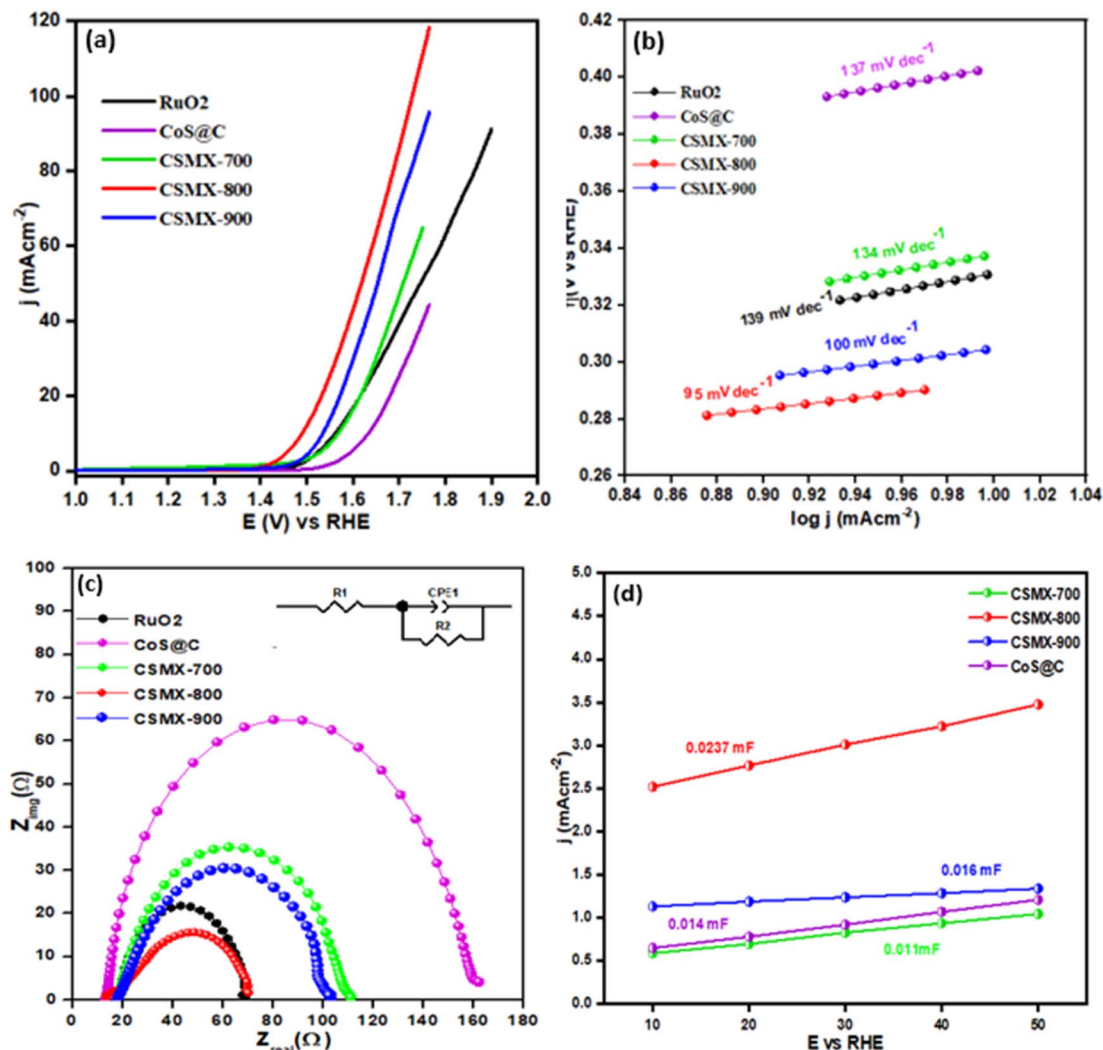 (a)
120
100
80
60
40
20
0
j (mAcm-2)
RuO2
CoS@C
CSMX-700
CSMX-800
CSMX-900
1.0 1.1 1.2 1.3 1.4 1.5 1.6 1.7 1.8 1.9 2.0
E (V) vs RHE
(b)
0.42
0.40
0.38
0.36
0.34
0.32
0.30
0.28
0.26
η(V vs RHE)
RuO2
CoS@C
CSMX-700
CSMX-800
CSMX-900
137 mV dec-1
134 mV dec-1
139 mV dec-1
100 mV dec-1
95 mV dec-1
0.84 0.86 0.88 0.90 0.92 0.94 0.96 0.98 1.00 1.02 1.04
log j (mAcm-2)
(c)
100
90
80
70
60
50
40
30
20
10
0
Zimg(Ω)
RuO2
CoS@C
CSMX-700
CSMX-800
CSMX-900
R1
CPE1
R2
0 20 40 60 80 100 120 140 160 180
Zreal(Ω)
(d)
5.0
4.5
4.0
3.5
3.0
2.5
2.0
1.5
1.0
0.5
0.0
j (mAcm-2)
CSMX-700
CSMX-800
CSMX-900
CoS@C
0.0237 mF
0.016 mF
0.014 mF
0.011mF
10 20 30 40 50
E vs RHE